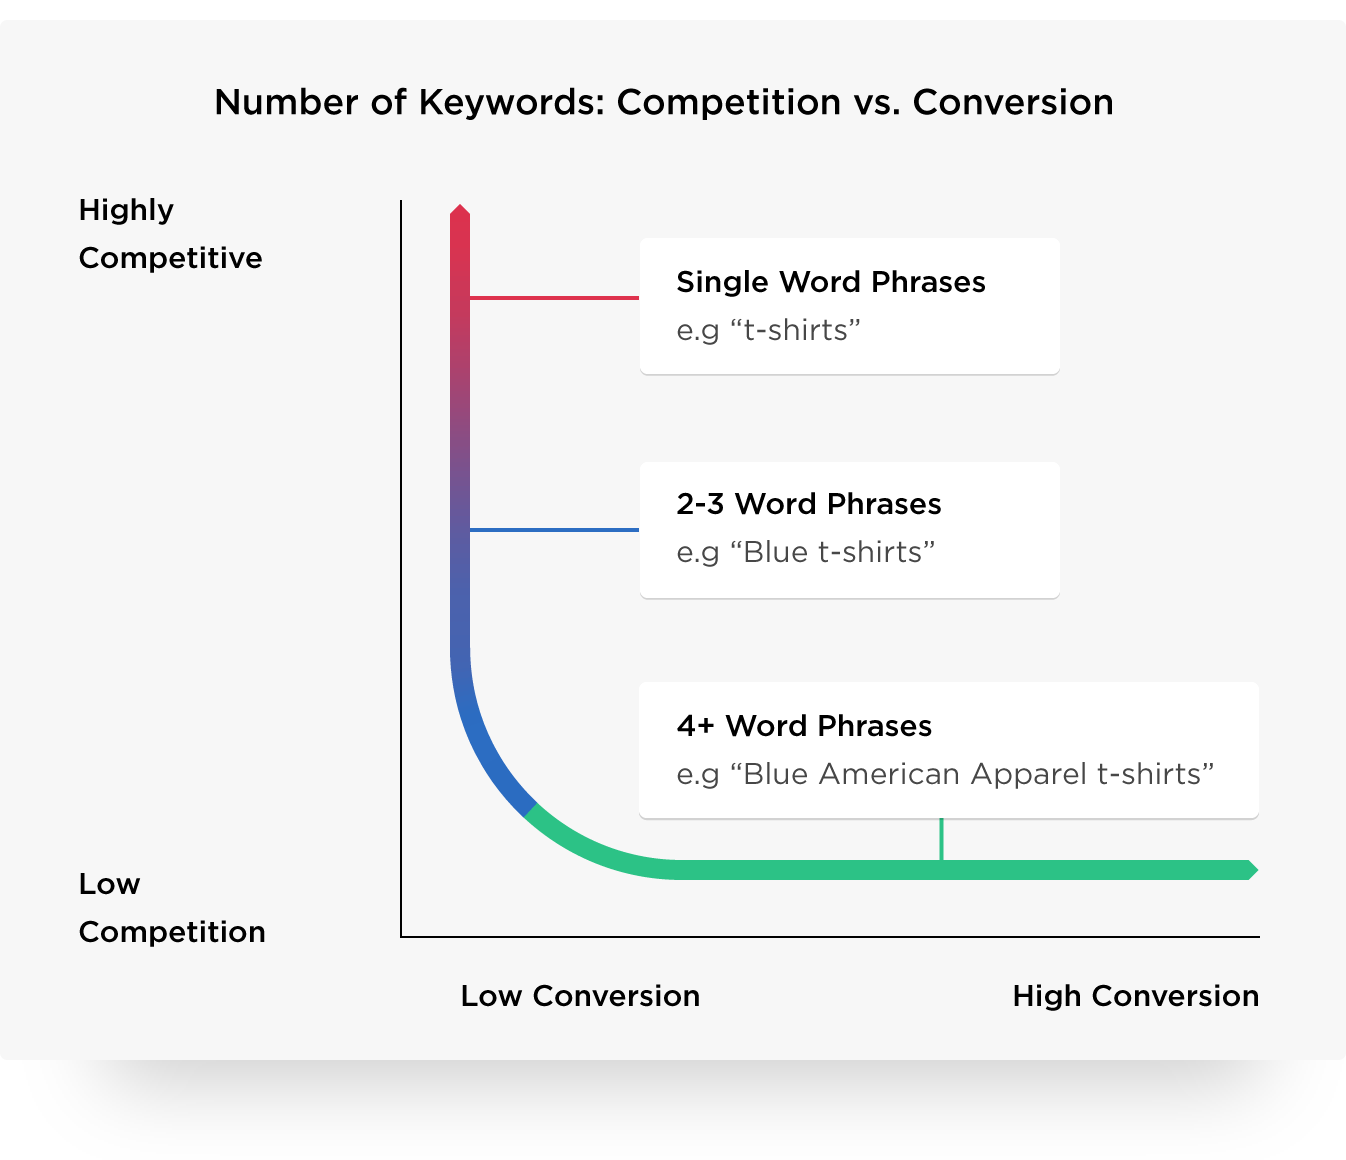 Number of Keywords: Competition vs. Conversion
Highly
Competitive
Single Word Phrases
e.g “t-shirts”
2-3 Word Phrases
e.g “Blue t-shirts”
4+ Word Phrases
e.g “Blue American Apparel t-shirts”
Low
Competition
Low Conversion
High Conversion